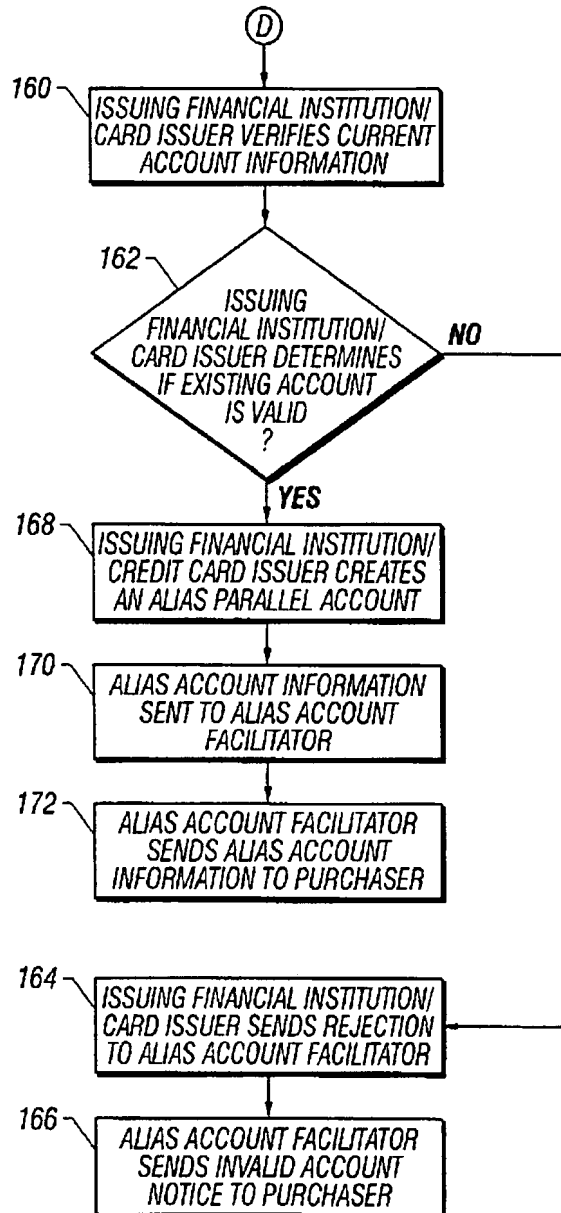 D
160
ISSUING FINANCIAL INSTITUTION/
CARD ISSUER VERIFIES CURRENT
ACCOUNT INFORMATION
162
ISSUING
FINANCIAL INSTITUTION/
CARD ISSUER DETERMINES
IF EXISTING ACCOUNT
IS VALID
?
NO
YES
168
ISSUING FINANCIAL INSTITUTION/
CREDIT CARD ISSUER CREATES
AN ALIAS PARALLEL ACCOUNT
170
ALIAS ACCOUNT INFORMATION
SENT TO ALIAS ACCOUNT
FACILITATOR
172
ALIAS ACCOUNT FACILITATOR
SENDS ALIAS ACCOUNT
INFORMATION TO PURCHASER
164
ISSUING FINANCIAL INSTITUTION/
CARD ISSUER SENDS REJECTION
TO ALIAS ACCOUNT FACILITATOR
166
ALIAS ACCOUNT FACILITATOR
SENDS INVALID ACCOUNT
NOTICE TO PURCHASER